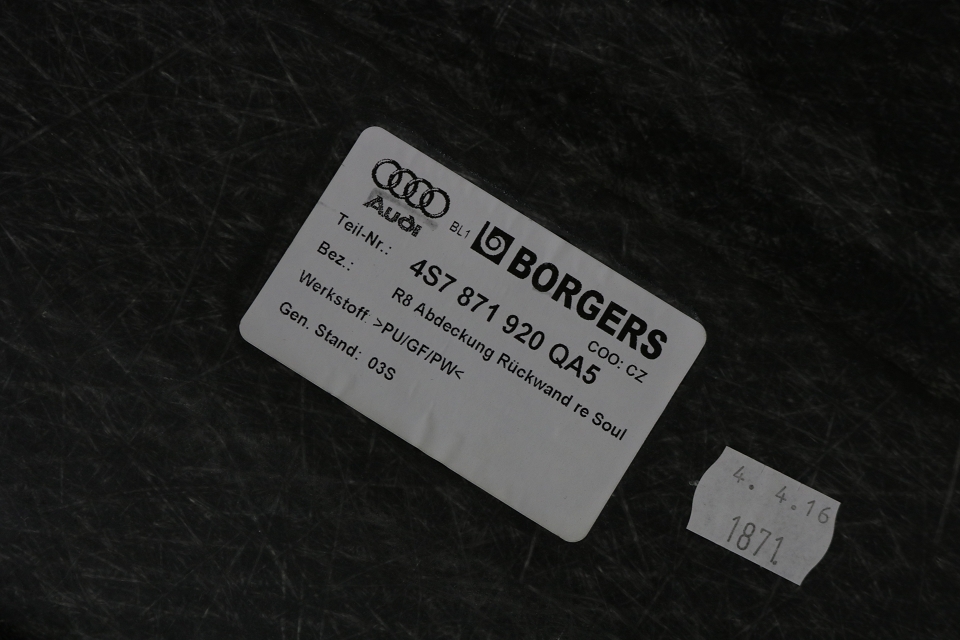 Audi BL1 BORGERS
COO: CZ
Teil-Nr.: 4S7 871 920 QA5
Bez.: R8 Abdeckung Rückwand re Soul
Werkstoff: >PU/GF/PW<
Gen. Stand: 03S
4. 4.16
1871